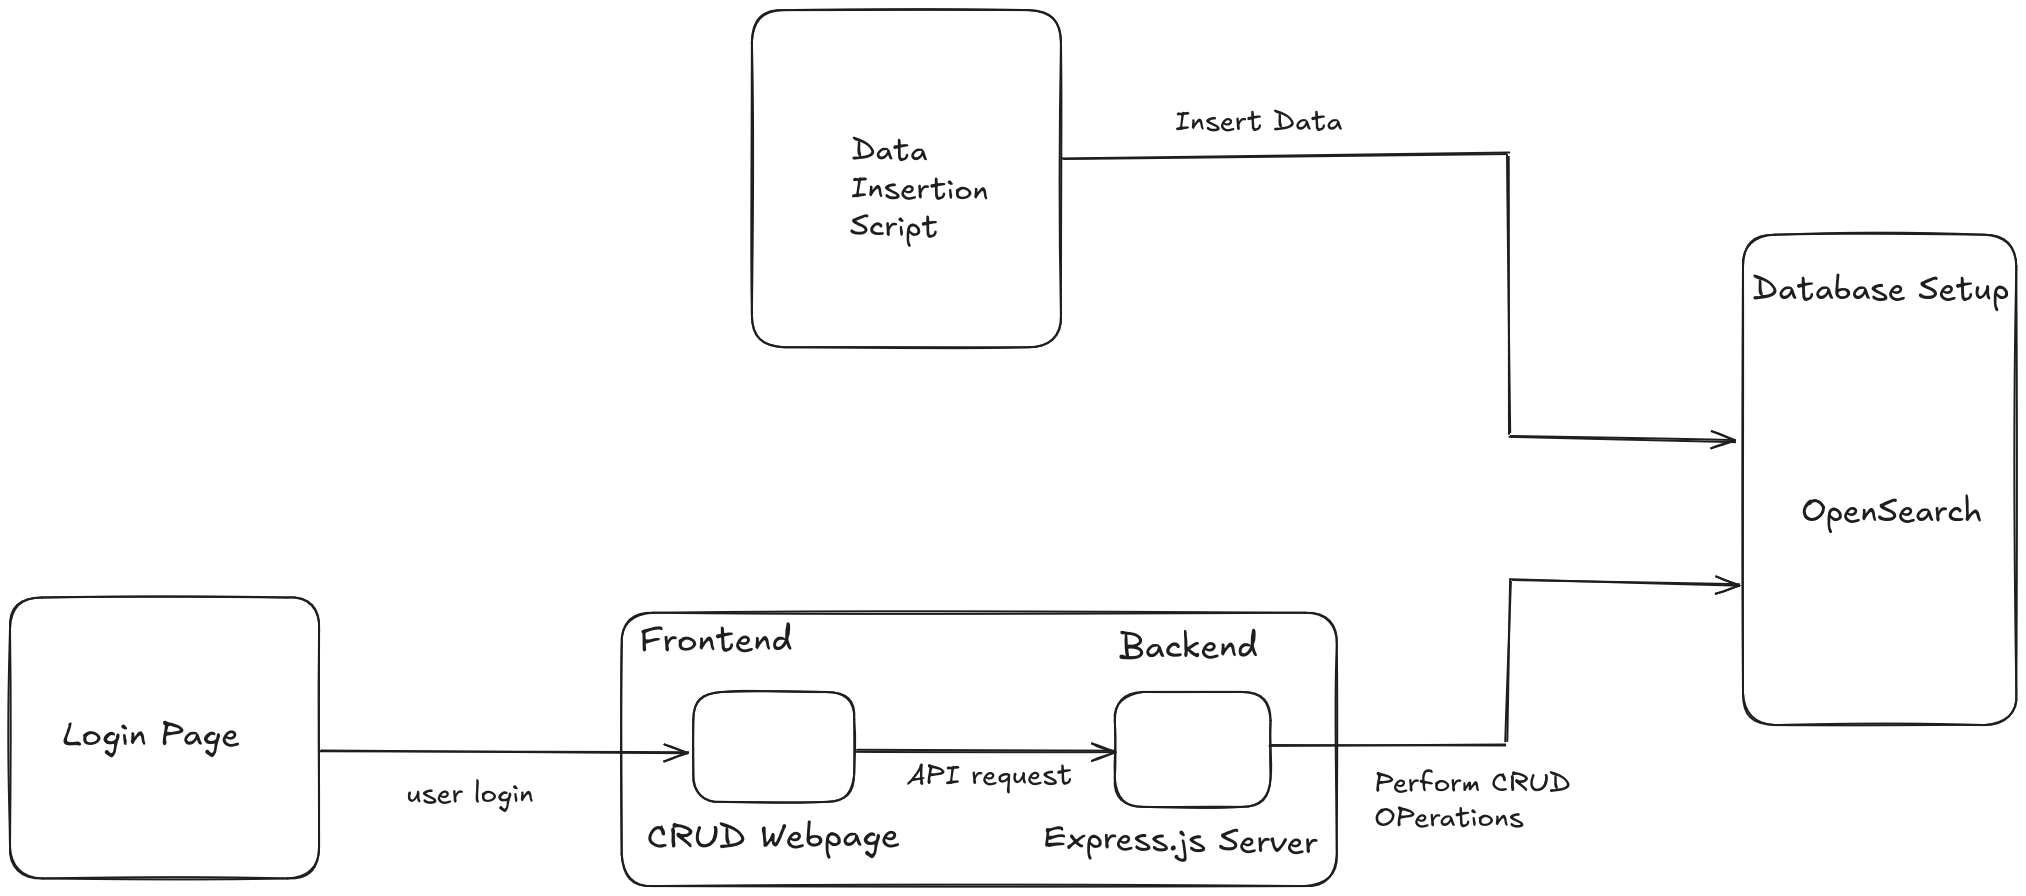 Insert Data
Data
Insertion
Script
Database Setup
OpenSearch
Frontend
Backend
Login Page
user login
API request
Perform CRUD
OPerations
CRUD Webpage
Express.js Server